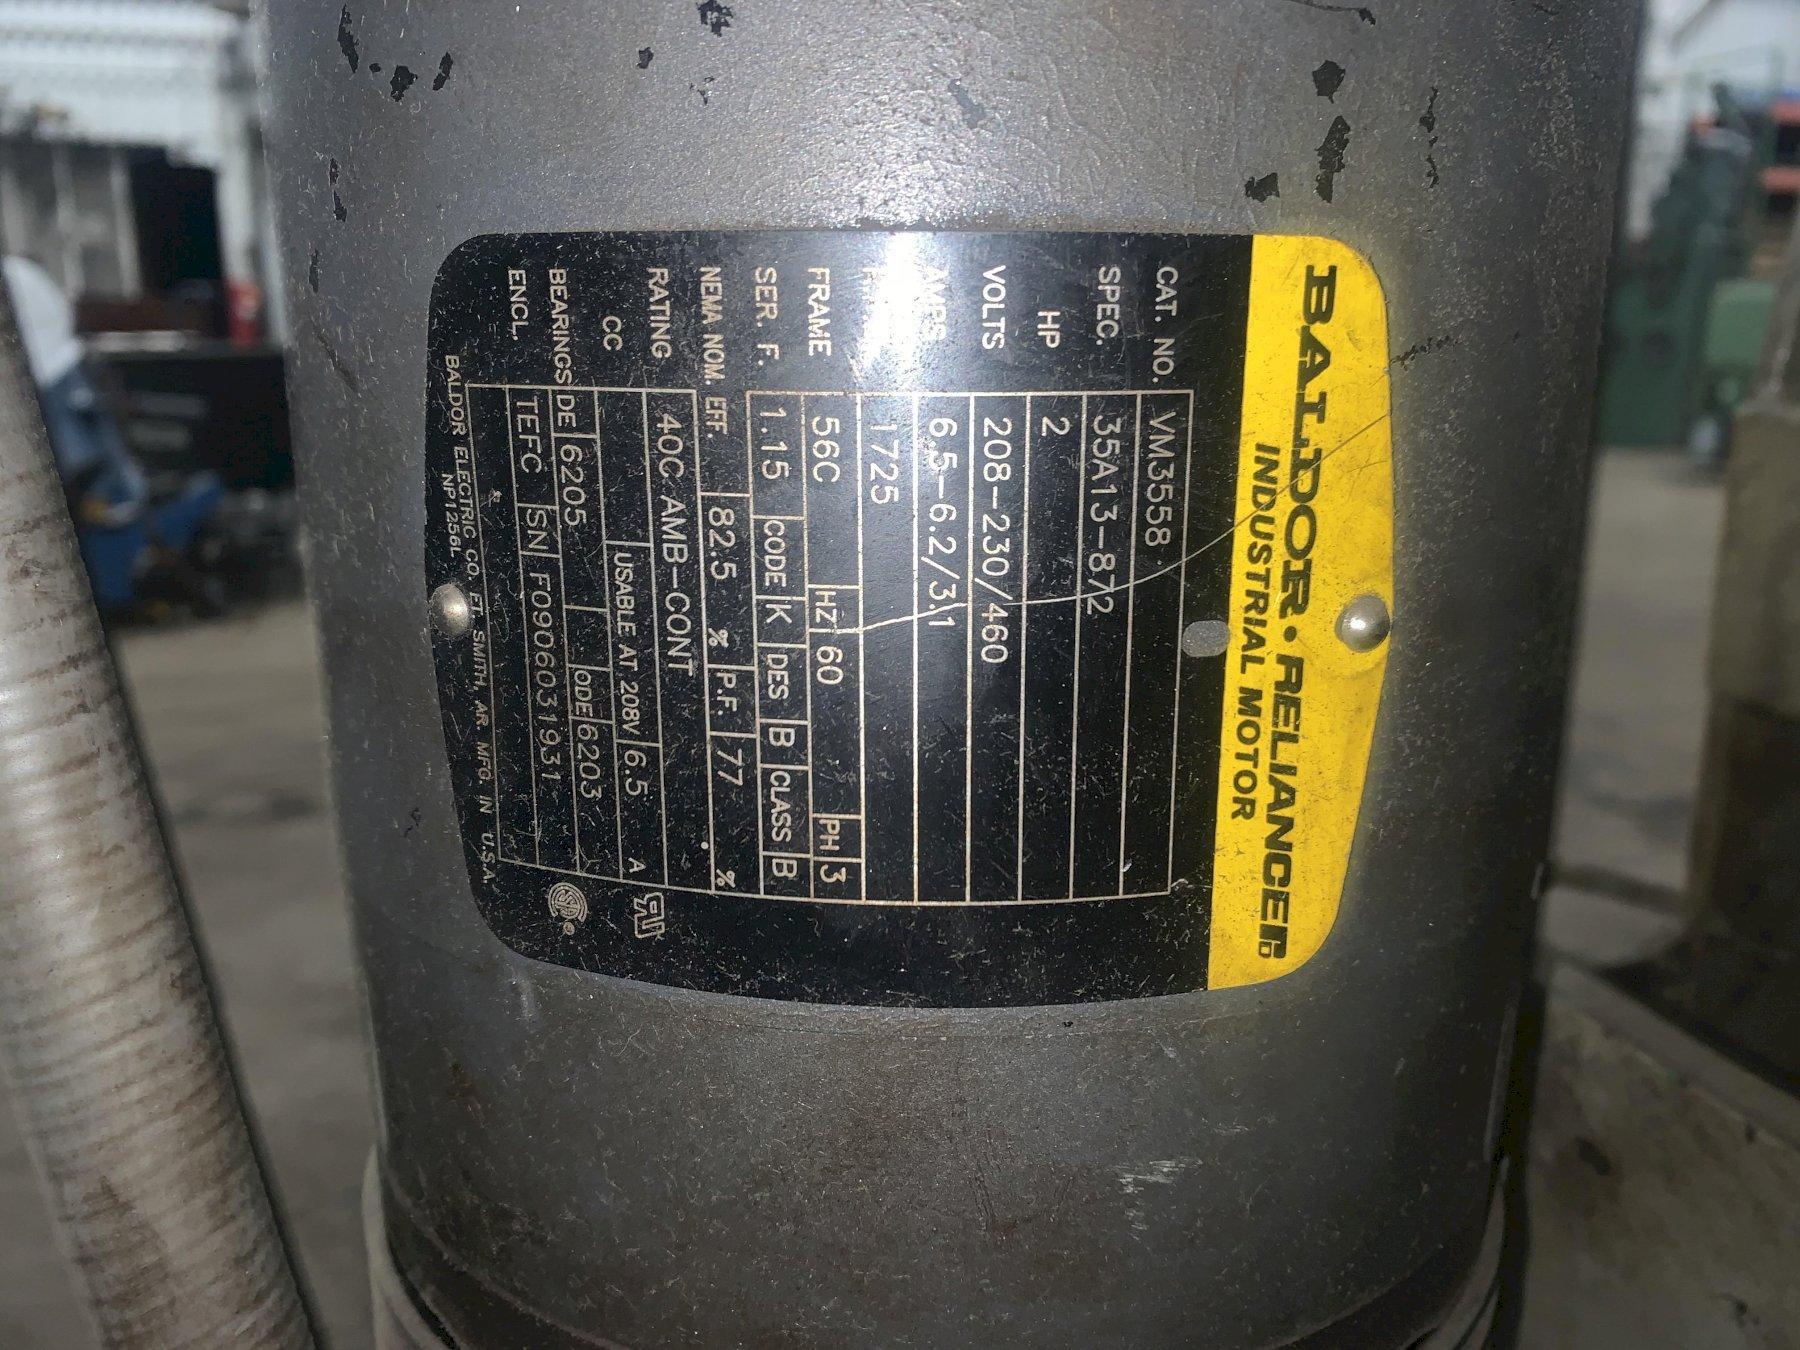 BALDOR • RELIANCER
INDUSTRIAL MOTOR
CAT. NO. VM3558
SPEC. 35A13-872
HP 2
VOLTS 208-230/460
AMPS 6.5-6.2/3.1
1725
FRAME 56C HZ 60 PH 3
SER. F. 1.15 CODE K DES B CLASS B
NEMA NOM. EFF. 82.5 % P.F. 77 %
RATING 40C AMB-CONT
CC USABLE AT 208V 6.5 A
BEARINGS DE 6205 ODE 6203
ENCL. TEFC SN F0906031931
BALDOR ELECTRIC CO. FT. SMITH, AR MFG. IN U.S.A.
NP1256L